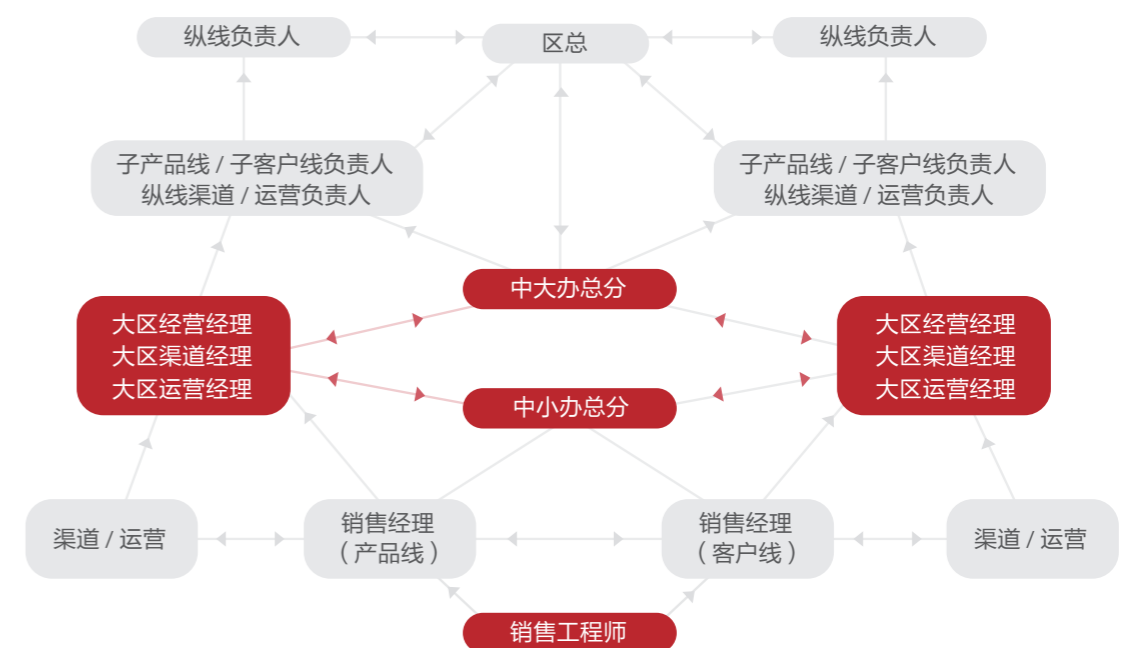 纵线负责人
区总
纵线负责人
子产品线 / 子客户线负责人
纵线渠道 / 运营负责人
子产品线 / 子客户线负责人
纵线渠道 / 运营负责人
中大办总分
大区经营经理
大区渠道经理
大区运营经理
大区经营经理
大区渠道经理
大区运营经理
中小办总分
渠道 / 运营
销售经理
（产品线）
销售经理
（客户线）
渠道 / 运营
销售工程师